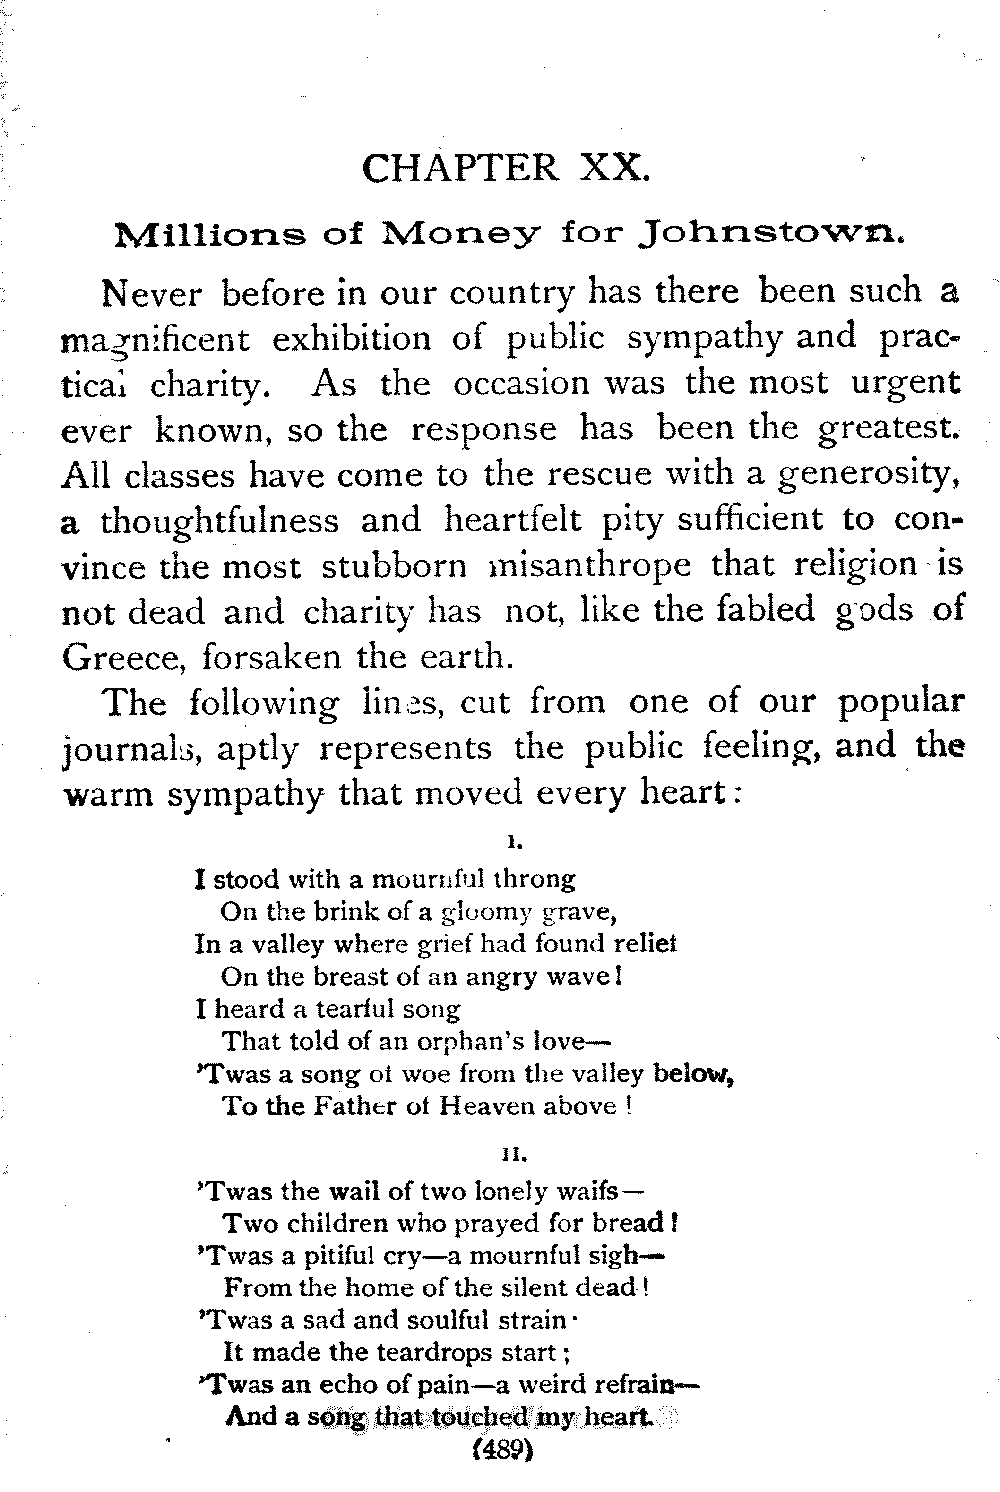 CHAPTER XX.
Millions of Money for Johnstown.
Never before in our country has there been such a
magnificent exhibition of public sympathy and prac-
tical charity. As the occasion was the most urgent
ever known, so the response has been the greatest.
All classes have come to the rescue with a generosity,
a thoughtfulness and heartfelt pity sufficient to con-
vince the most stubborn misanthrope that religion is
not dead and charity has not, like the fabled gods of
Greece, forsaken the earth.
The following lines, cut from one of our popular
journals, aptly represents the public feeling, and the
warm sympathy that moved every heart:
I.
I stood with a mournful throng
On the brink of a gloomy grave,
In a valley where grief had found relief
On the breast of an angry wave!
I heard a tearful song
That told of an orphan's love—
'Twas a song of woe from the valley below,
To the Father of Heaven above!
II.
'Twas the wail of two lonely waifs—
Two children who prayed for bread!
'Twas a pitiful cry—a mournful sigh—
From the home of the silent dead!
'Twas a sad and soulful strain·
It made the teardrops start;
'Twas an echo of pain—a weird refrain—
And a song that touched my heart.
(489)